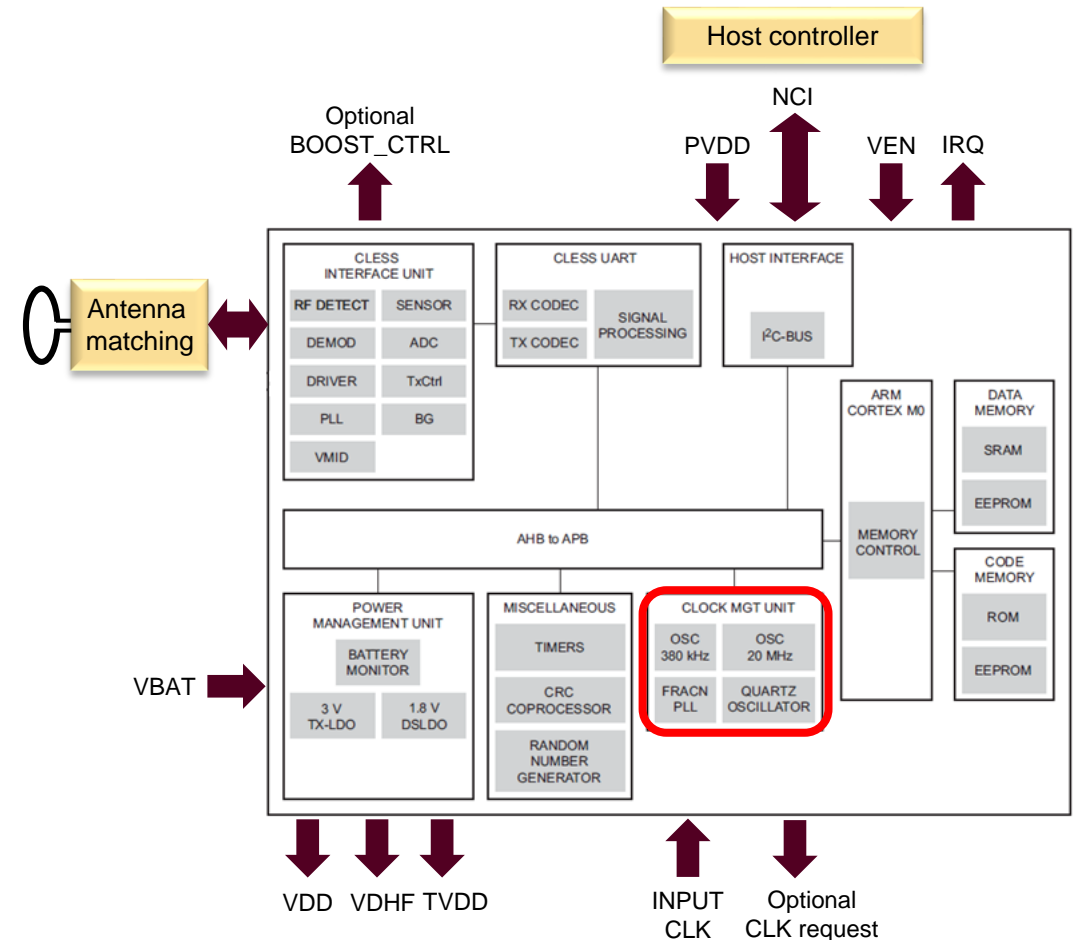 Host controller
NCI
Optional
BOOST_CTRL
PVDD
VEN
IRQ
Antenna
matching
CLESS
INTERFACE UNIT
RF DETECT
SENSOR
DEMOD
ADC
DRIVER
TxCtrl
PLL
BG
VMID
CLESS UART
RX CODEC
TX CODEC
SIGNAL
PROCESSING
HOST INTERFACE
I²C-BUS
ARM
CORTEX M0
MEMORY
CONTROL
DATA
MEMORY
SRAM
EEPROM
CODE
MEMORY
ROM
EEPROM
AHB to APB
POWER
MANAGEMENT UNIT
BATTERY
MONITOR
3 V
TX-LDO
1.8 V
DSLDO
MISCELLANEOUS
TIMERS
CRC
COPROCESSOR
RANDOM
NUMBER
GENERATOR
CLOCK MGT UNIT
OSC
380 kHz
OSC
20 MHz
FRACN
PLL
QUARTZ
OSCILLATOR
VBAT
VDD
VDHF
TVDD
INPUT
CLK
Optional
CLK request